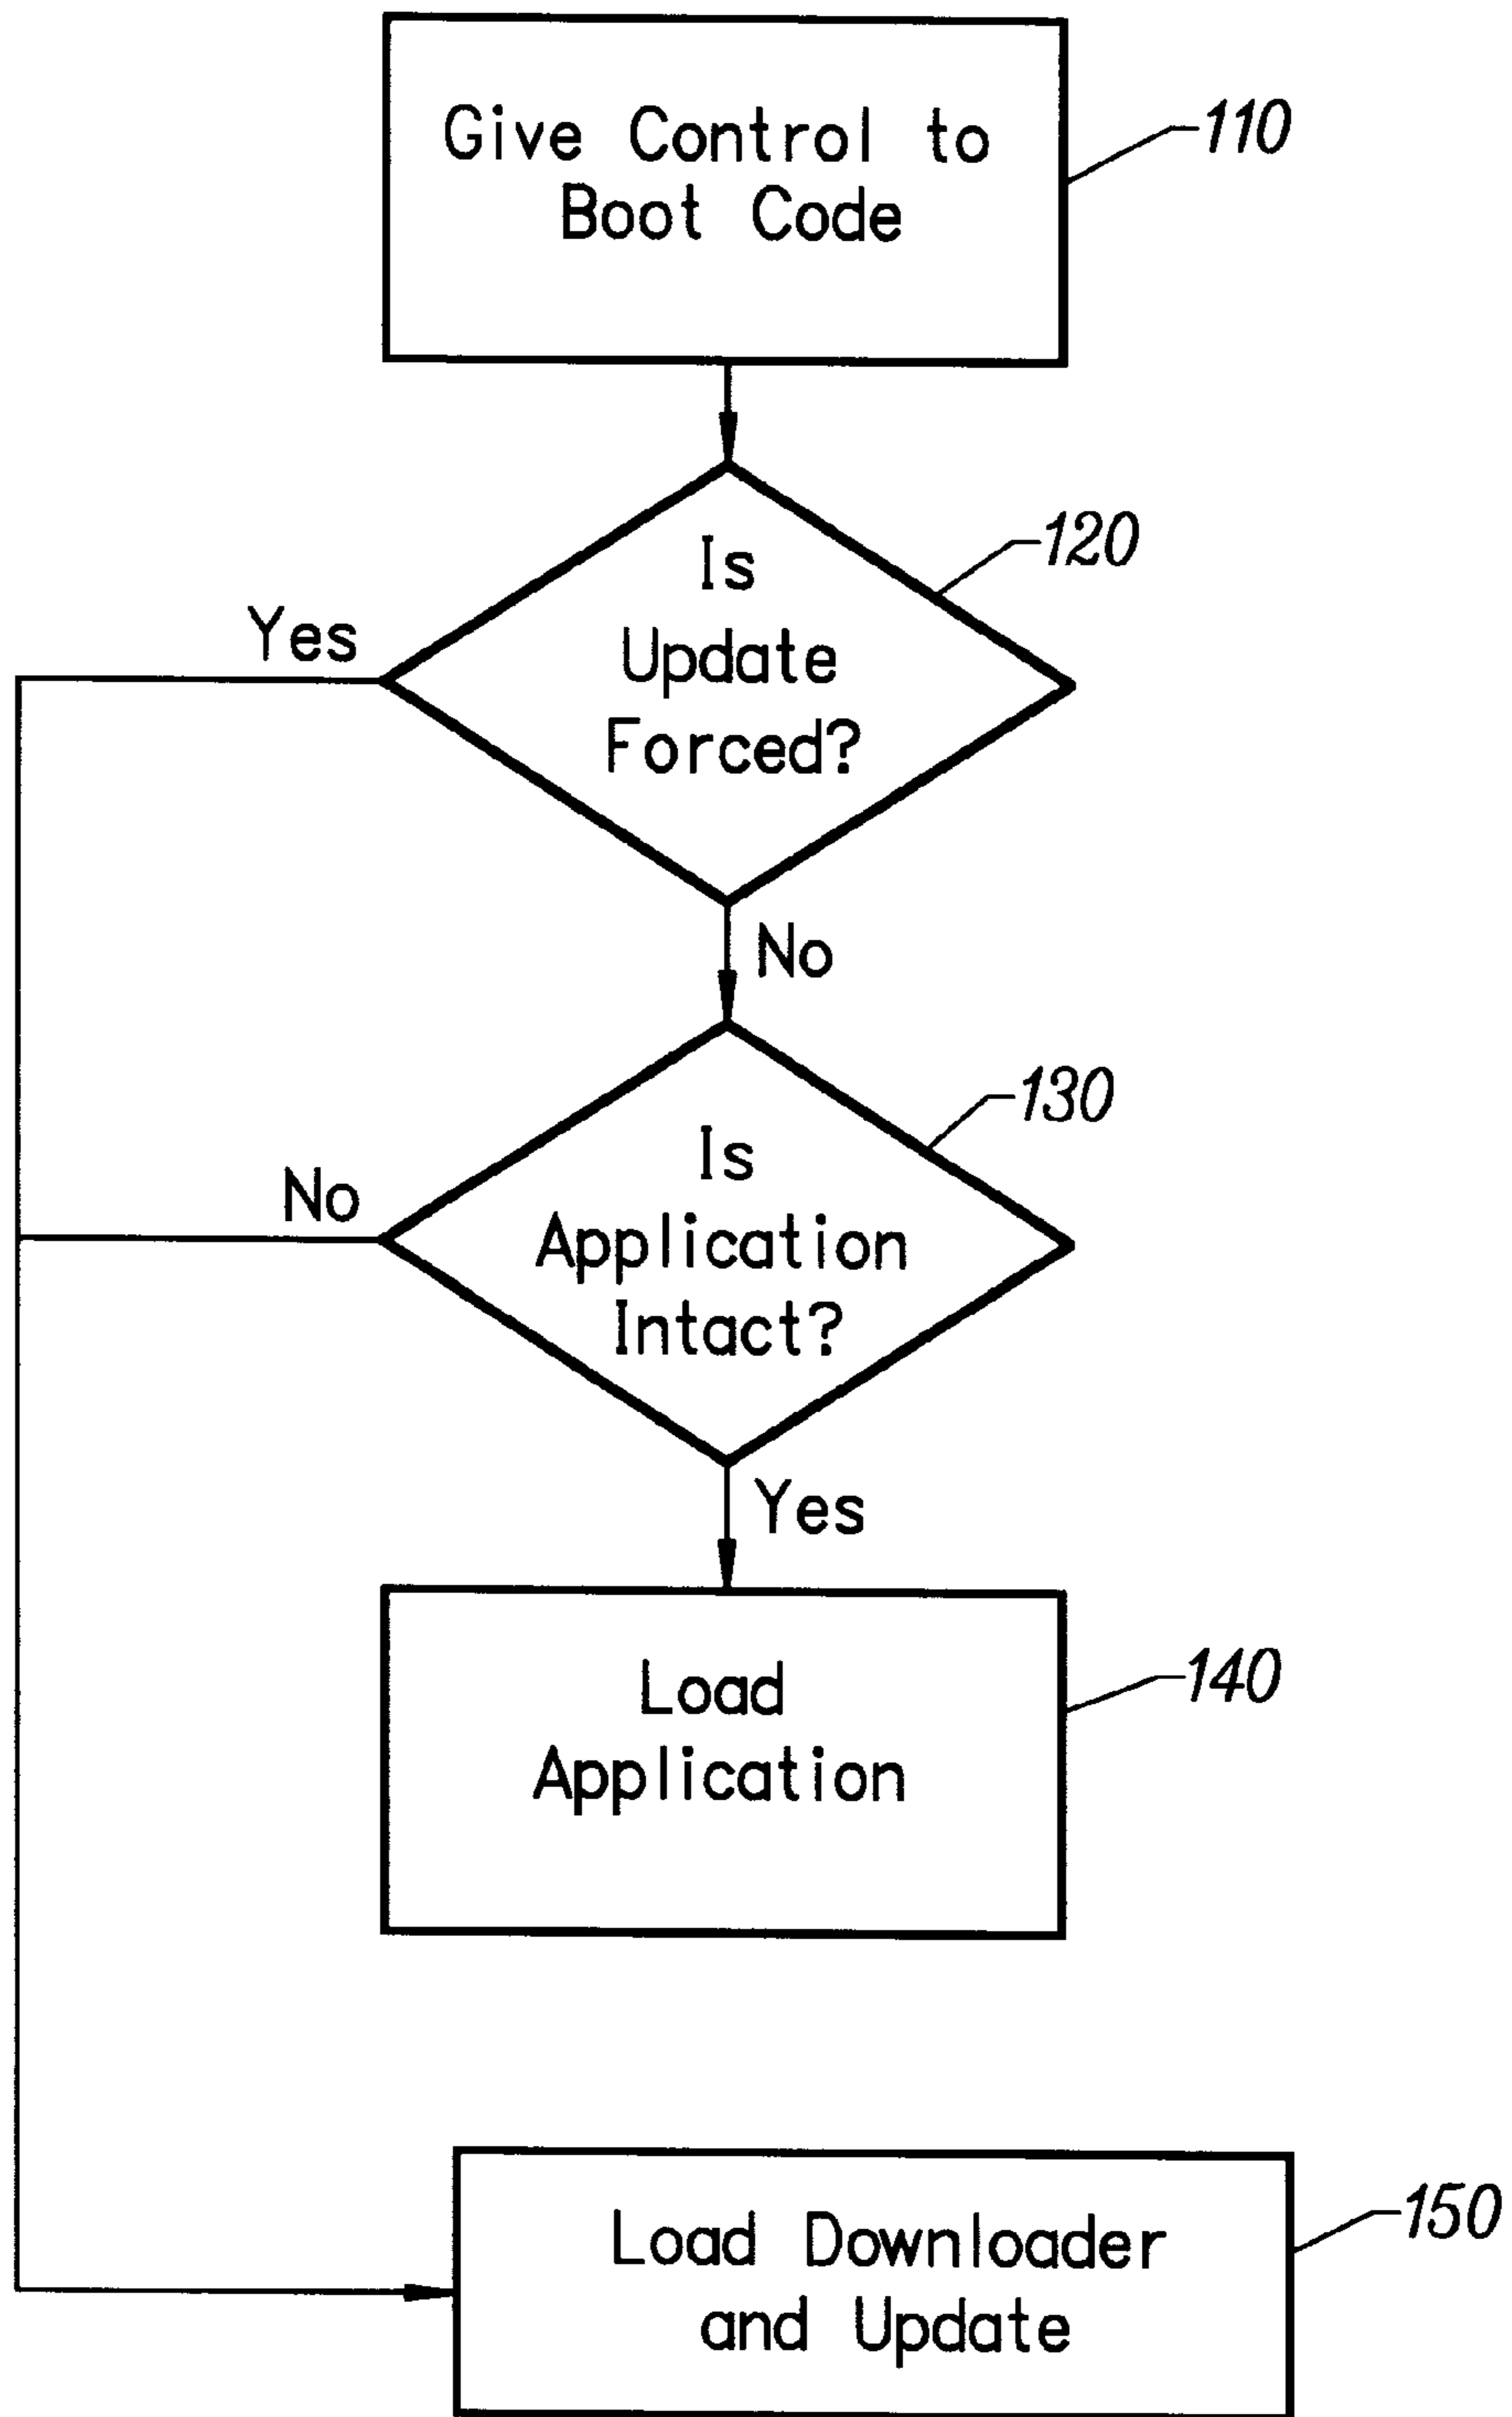 Give Control to
Boot Code
110
Is
Update
Forced?
120
Yes
No
Is
Application
Intact?
130
No
Yes
Load
Application
140
Load Downloader
and Update
150